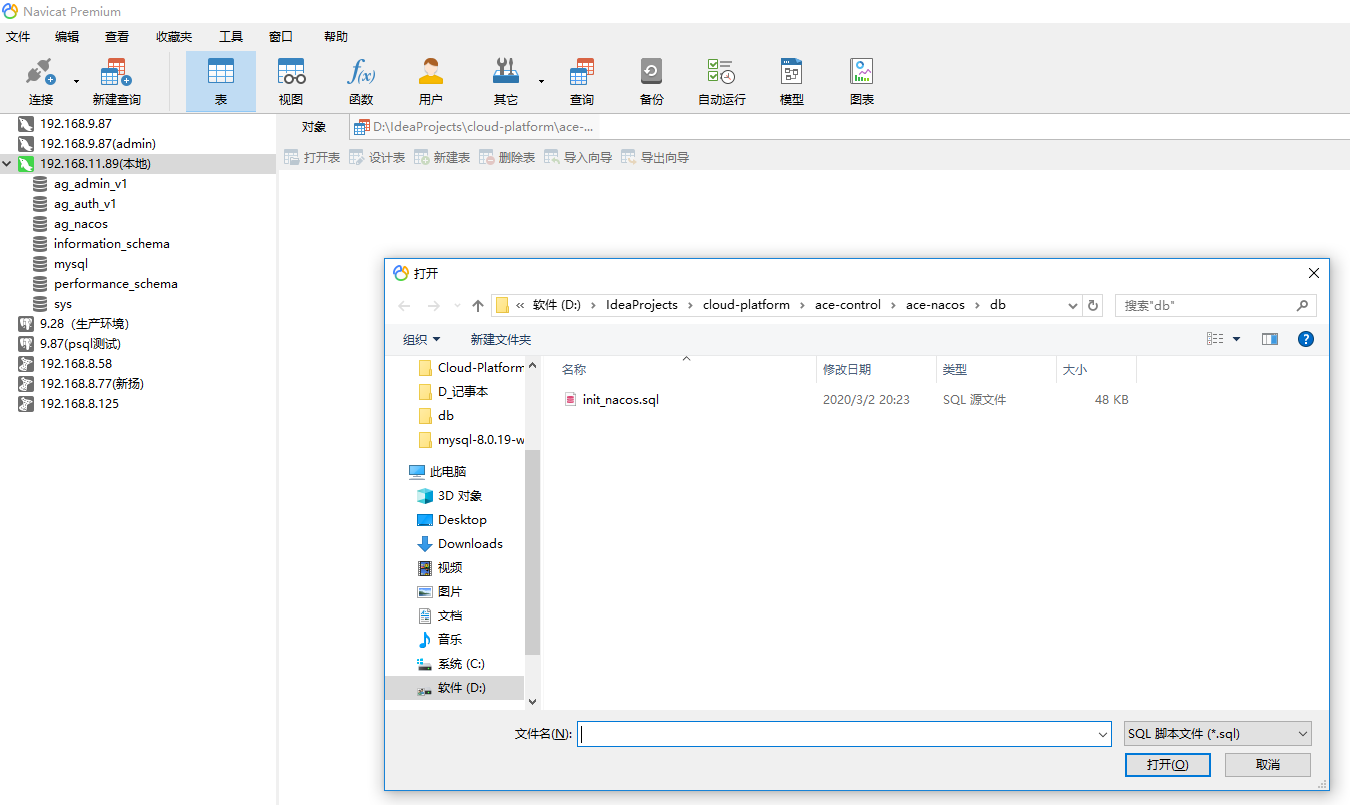 Navicat Premium
文件 编辑 查看 收藏夹 工具 窗口 帮助
连接 新建查询 表 视图 函数 用户 其它 查询 备份 自动运行 模型 图表
f(x)
192.168.9.87
192.168.9.87(admin)
192.168.11.89(本地)
ag_admin_v1
ag_auth_v1
ag_nacos
information_schema
mysql
performance_schema
sys
9.28（生产环境)
9.87(psql测试)
192.168.8.58
192.168.8.77(新扬)
192.168.8.125
对象 D:\IdeaProjects\cloud-platform\ace-...
打开表 设计表 新建表 删除表 导入向导 导出向导
打开
« 软件 (D:) › IdeaProjects › cloud-platform › ace-control › ace-nacos › db
搜索"db"
组织 新建文件夹
?
Cloud-Platform
D_记事本
db
mysql-8.0.19-w
此电脑
3D 对象
Desktop
Downloads
视频
图片
文档
音乐
系统 (C:)
软件 (D:)
名称 修改日期 类型 大小
init_nacos.sql 2020/3/2 20:23 SQL 源文件 48 KB
文件名(N):
SQL 脚本文件 (*.sql)
打开(O) 取消